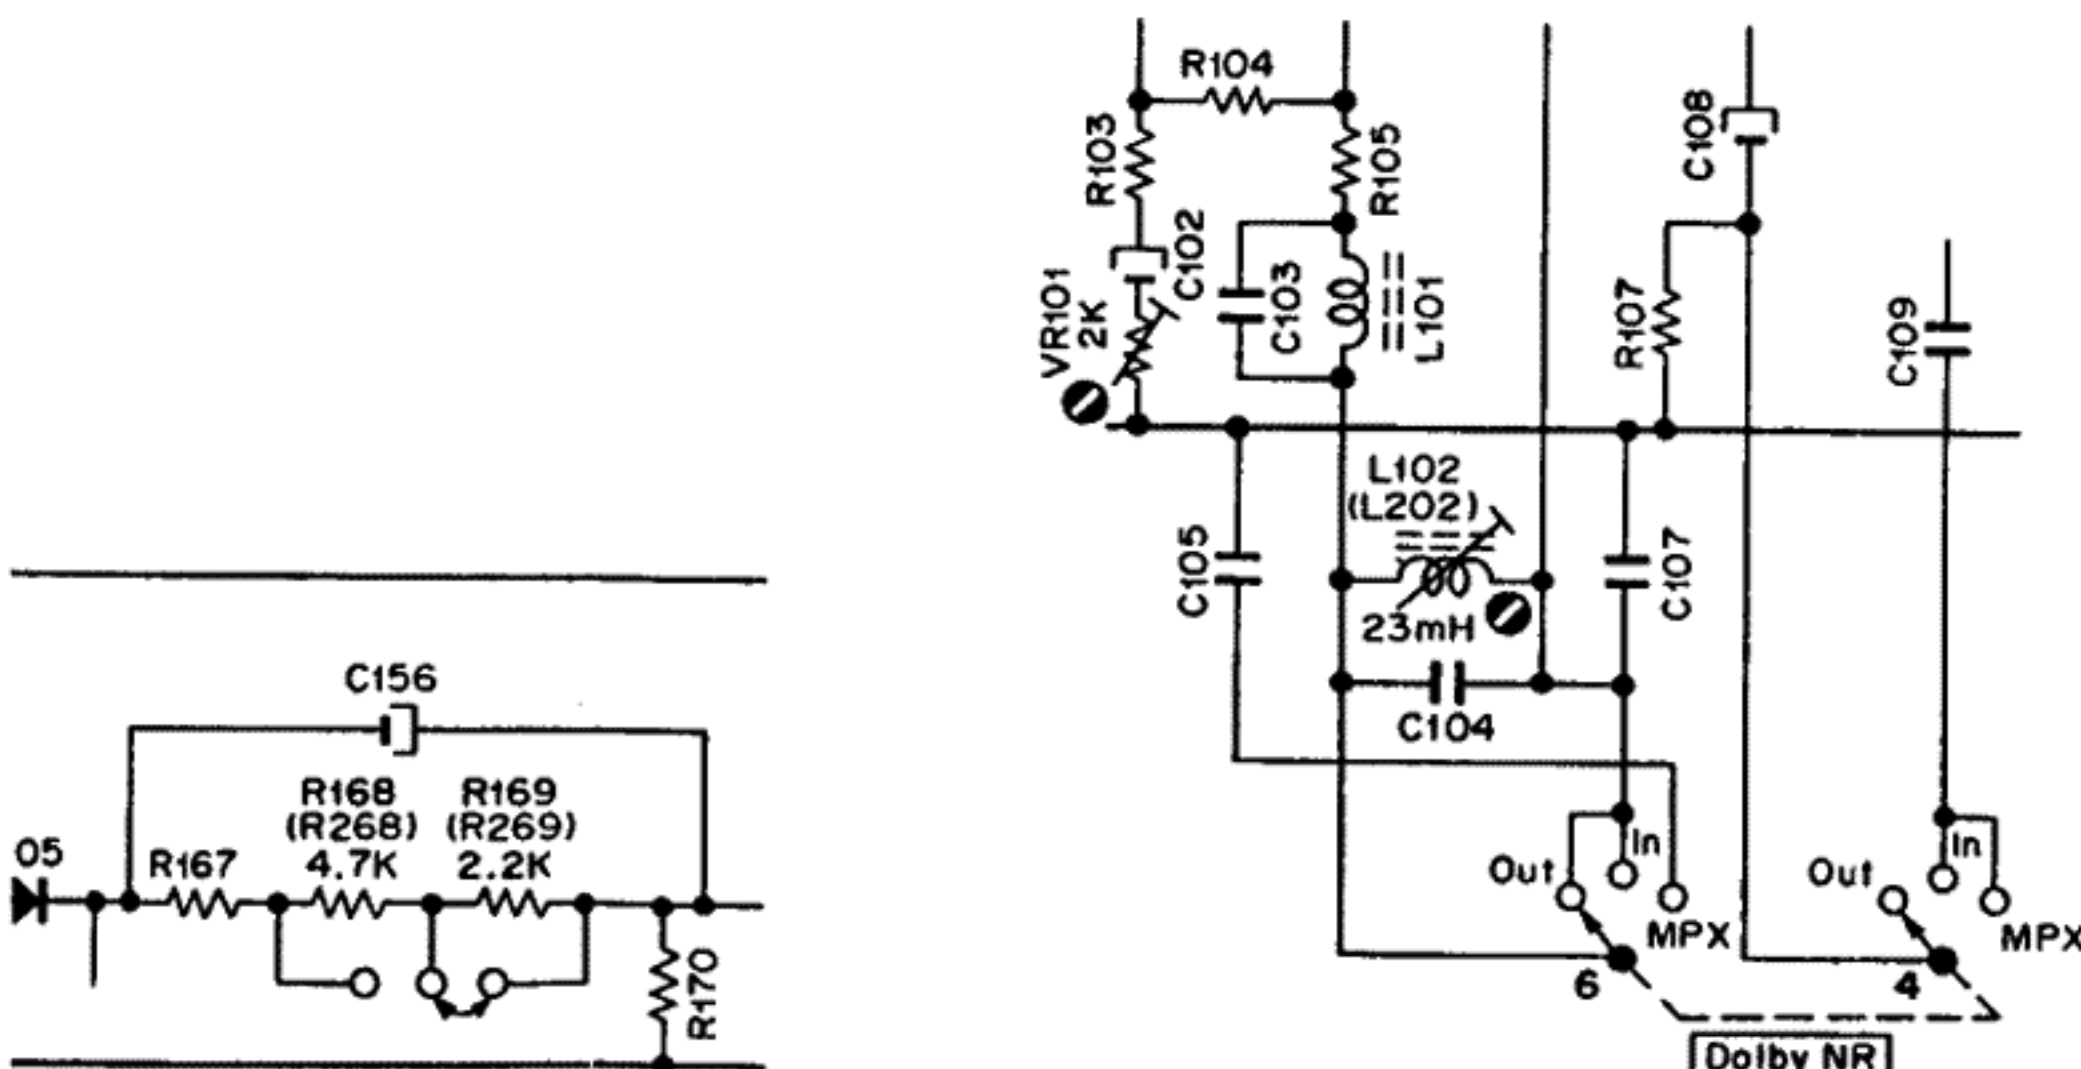 R104
R103
R105
C108
C102
VR101
2K
C103
L101
R107
C109
L102
(L202)
23mH
C105
C107
C104
C156
R168
(R268)
4.7K
R169
(R269)
2.2K
05
R167
R170
Out
In
MPX
6
Out
In
MPX
4
Dolby NR